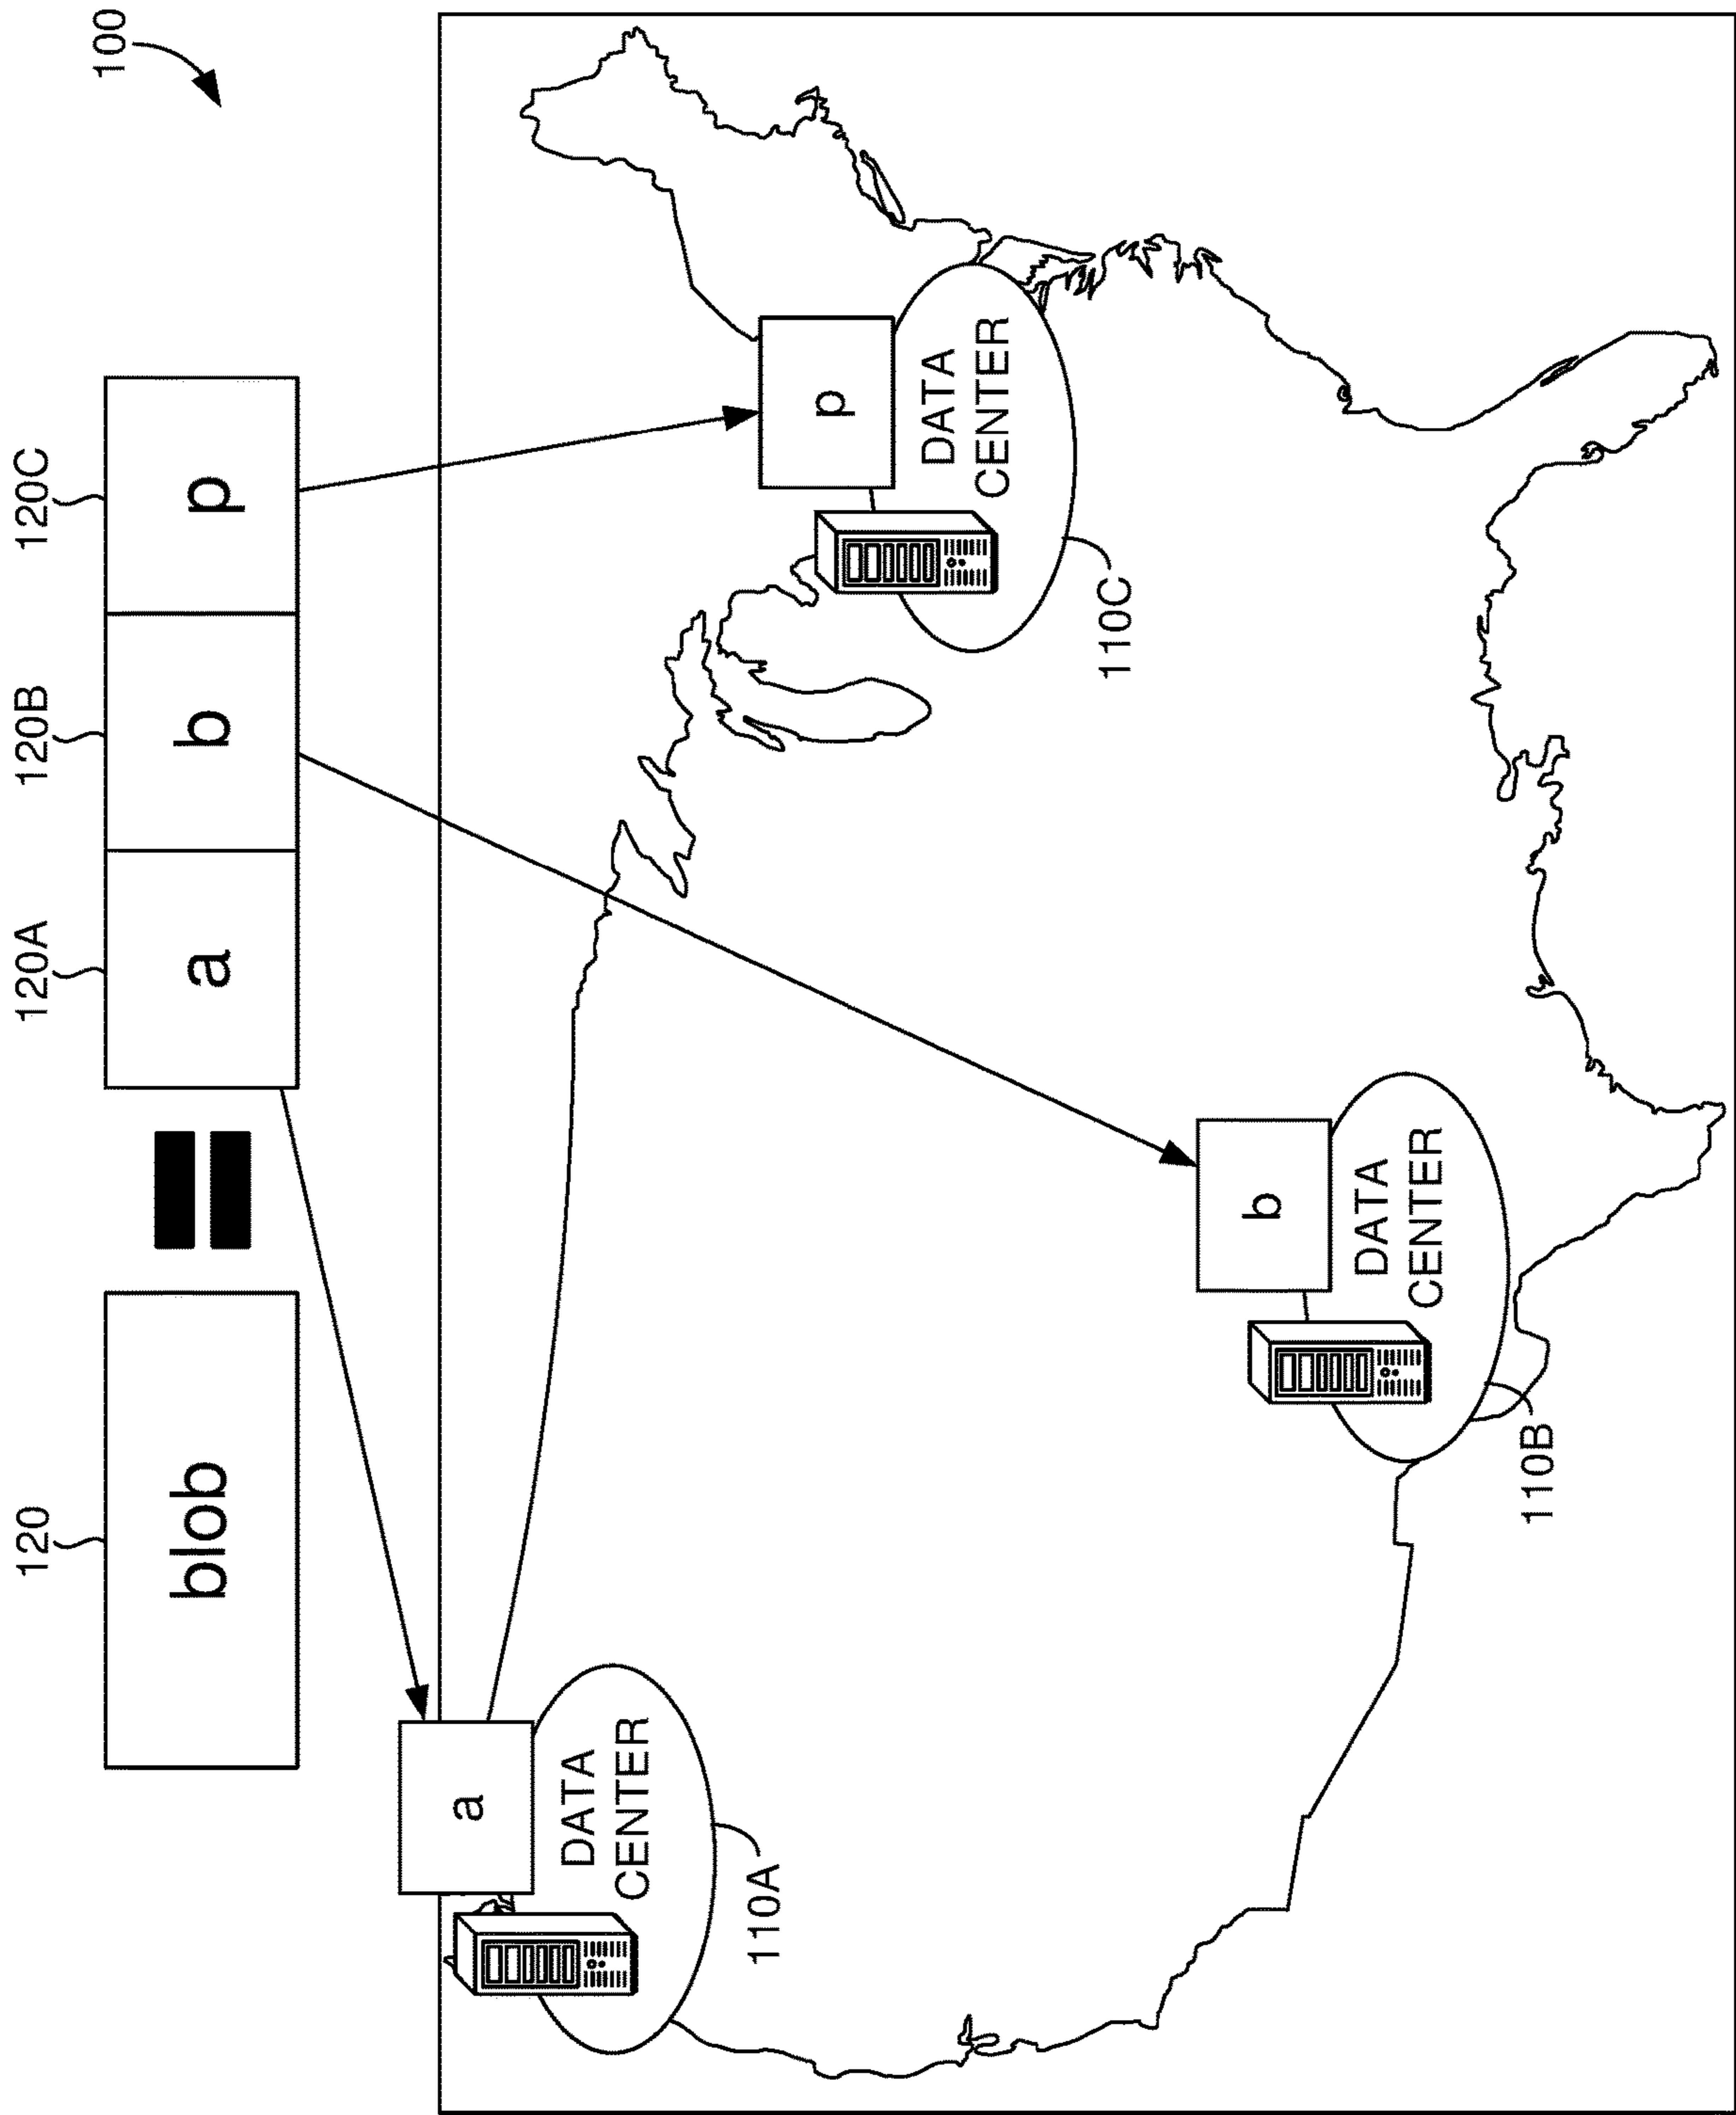 100
120
120A
120B
120C
blob
a
b
p
a
DATA
CENTER
110A
b
DATA
CENTER
110B
p
DATA
CENTER
110C